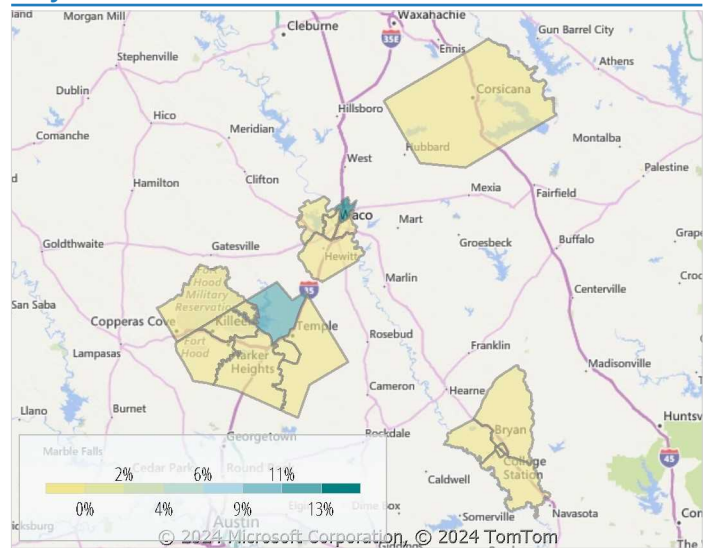 Morgan Mill
Cleburne
Waxahachie
35E
Gun Barrel City
Ennis
Stephenville
Athens
Dublin
Corsicana
Hico
Hillsboro
Comanche
Meridian
Montalba
Hubbard
West
Palestine
Clifton
Hamilton
Mexia
Fairfield
Waco
Mart
Goldthwaite
Gatesville
Groesbeck
Buffalo
Hewitt
Fort
Hood
Military
Reservation
Marlin
35
Centerville
San Saba
Copperas Cove
Killeen
Temple
Rosebud
Fort
Hood
Harker
Heights
Franklin
Lampasas
Madisonville
Cameron
Hearne
Llano
Burnet
Huntsv
Georgetown
Rockdale
Bryan
Marble Falls
Cedar Park
Round
College
Station
45
2%
6%
11%
Caldwell
0%
4%
9%
13%
Box
Somerville
Navasota
Austin
© 2024 Microsoft Corporation, © 2024 TomTom